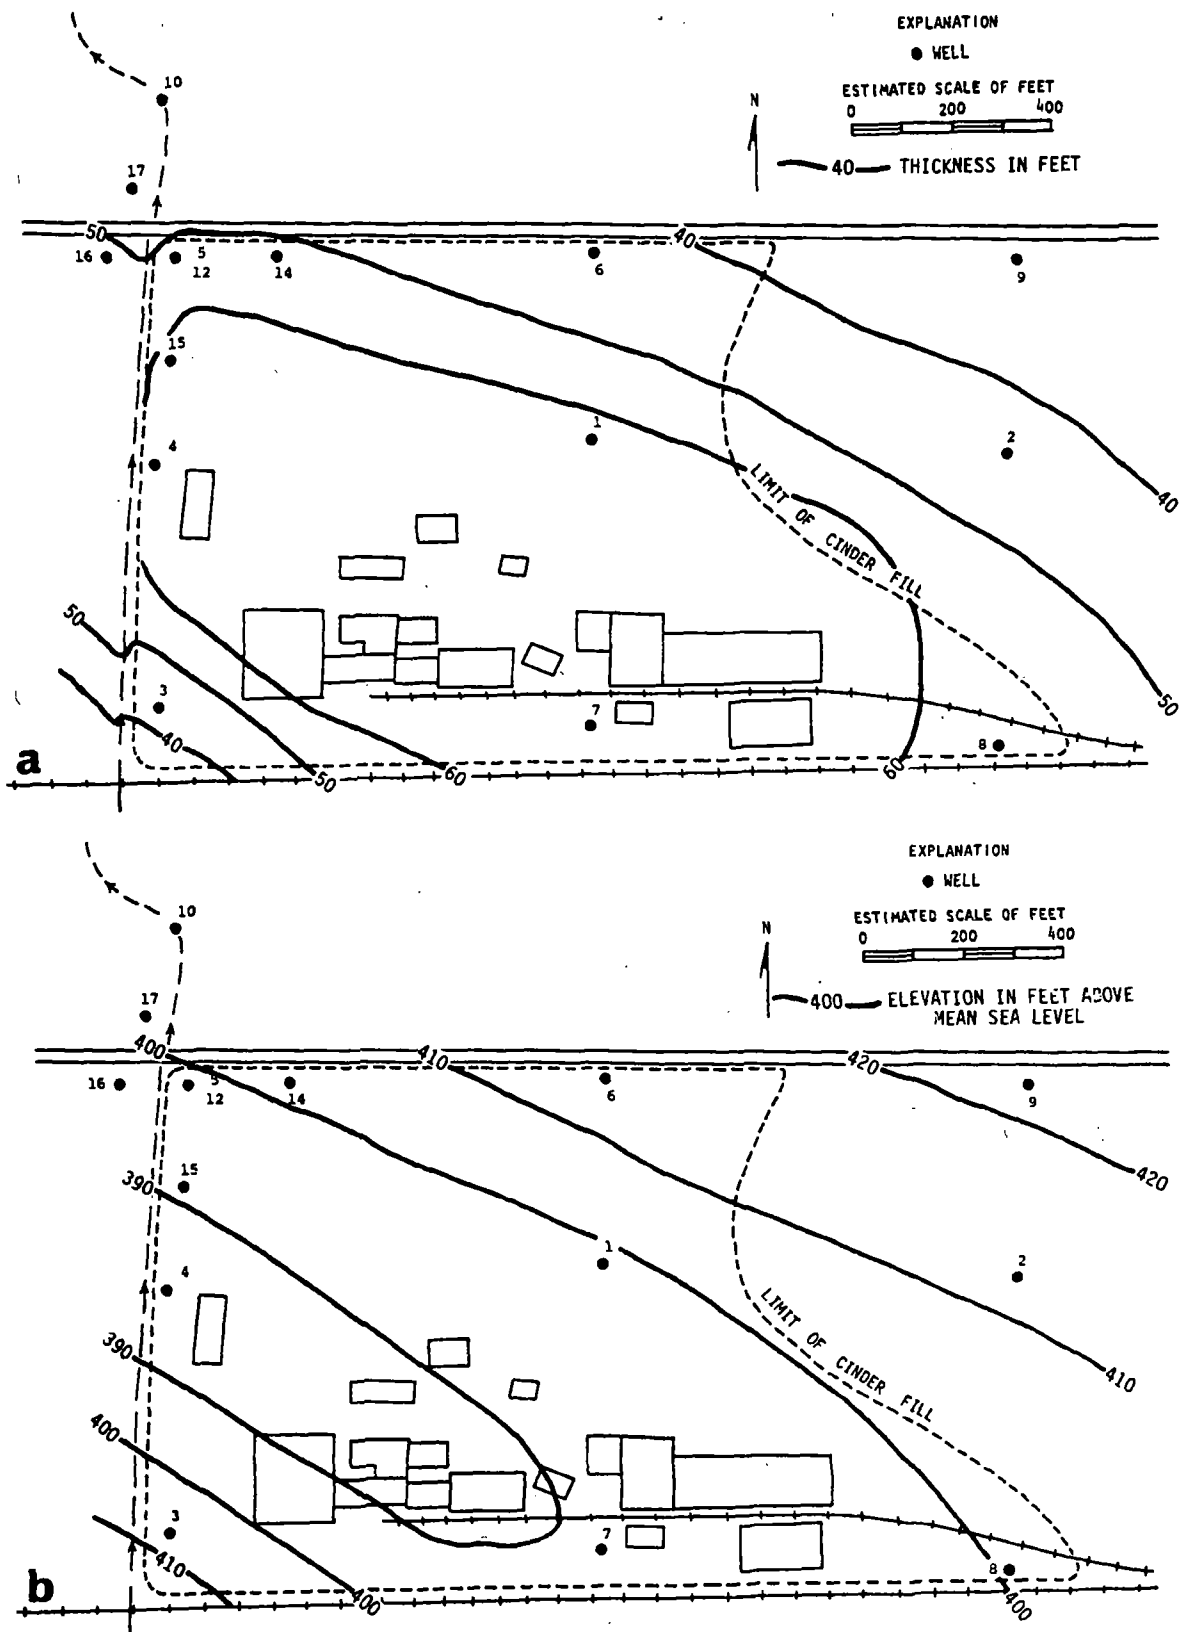 EXPLANATION
WELL
ESTIMATED SCALE OF FEET
0 200 400
N
40 THICKNESS IN FEET
10
17
50
40
16
5
12
14
6
9
15
1
2
4
LIMIT OF CINDER FILL
40
50
3
40
7
8
50
a
50
60
60
EXPLANATION
WELL
ESTIMATED SCALE OF FEET
0 200 400
N
400 ELEVATION IN FEET ABOVE
MEAN SEA LEVEL
10
17
400
410
420
16
5
12
14
6
9
15
390
420
1
2
4
LIMIT OF CINDER FILL
390
410
400
3
410
7
8
b
400
400